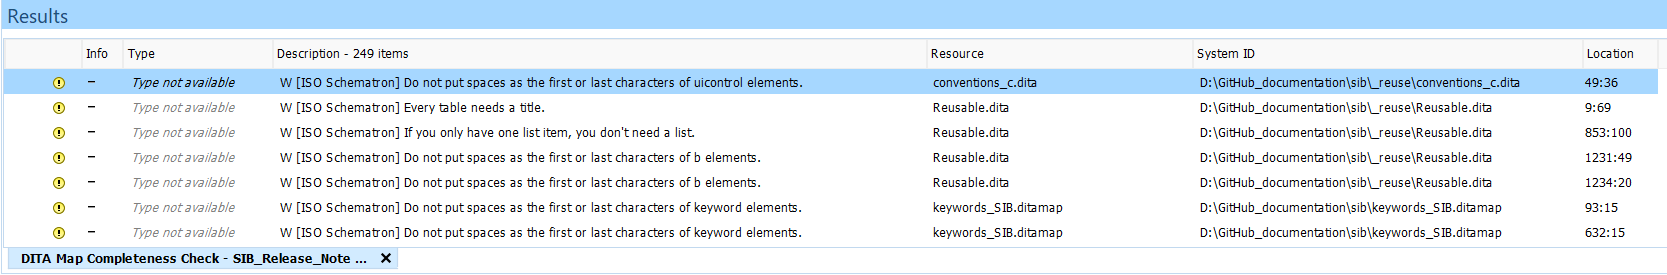 Results
Info Type Description - 249 items Resource System ID Location
– Type not available W [ISO Schematron] Do not put spaces as the first or last characters of uicontrol elements. conventions_c.dita D:\GitHub_documentation\sib\_reuse\conventions_c.dita 49:36
– Type not available W [ISO Schematron] Every table needs a title. Reusable.dita D:\GitHub_documentation\sib\_reuse\Reusable.dita 9:69
– Type not available W [ISO Schematron] If you only have one list item, you don't need a list. Reusable.dita D:\GitHub_documentation\sib\_reuse\Reusable.dita 853:100
– Type not available W [ISO Schematron] Do not put spaces as the first or last characters of b elements. Reusable.dita D:\GitHub_documentation\sib\_reuse\Reusable.dita 1231:49
– Type not available W [ISO Schematron] Do not put spaces as the first or last characters of b elements. Reusable.dita D:\GitHub_documentation\sib\_reuse\Reusable.dita 1234:20
– Type not available W [ISO Schematron] Do not put spaces as the first or last characters of keyword elements. keywords_SIB.ditamap D:\GitHub_documentation\sib\keywords_SIB.ditamap 93:15
– Type not available W [ISO Schematron] Do not put spaces as the first or last characters of keyword elements. keywords_SIB.ditamap D:\GitHub_documentation\sib\keywords_SIB.ditamap 632:15
DITA Map Completeness Check - SIB_Release_Note ...